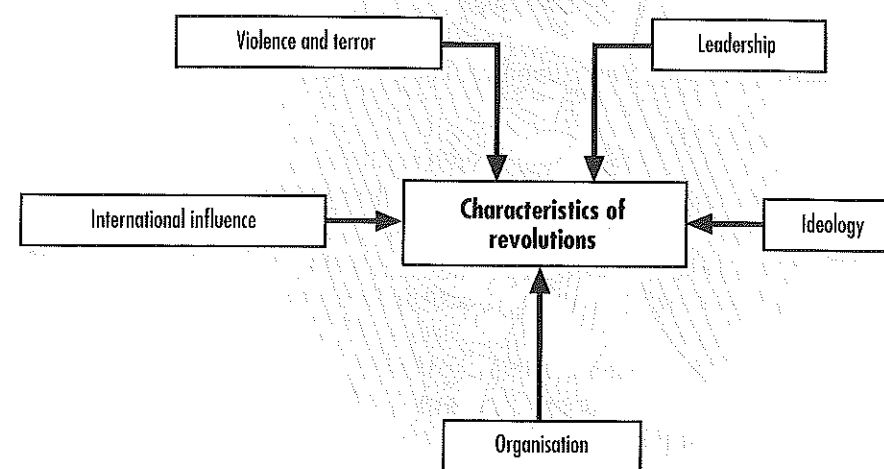 Violence and terror
Leadership
International influence
Characteristics of
revolutions
Ideology
Organisation